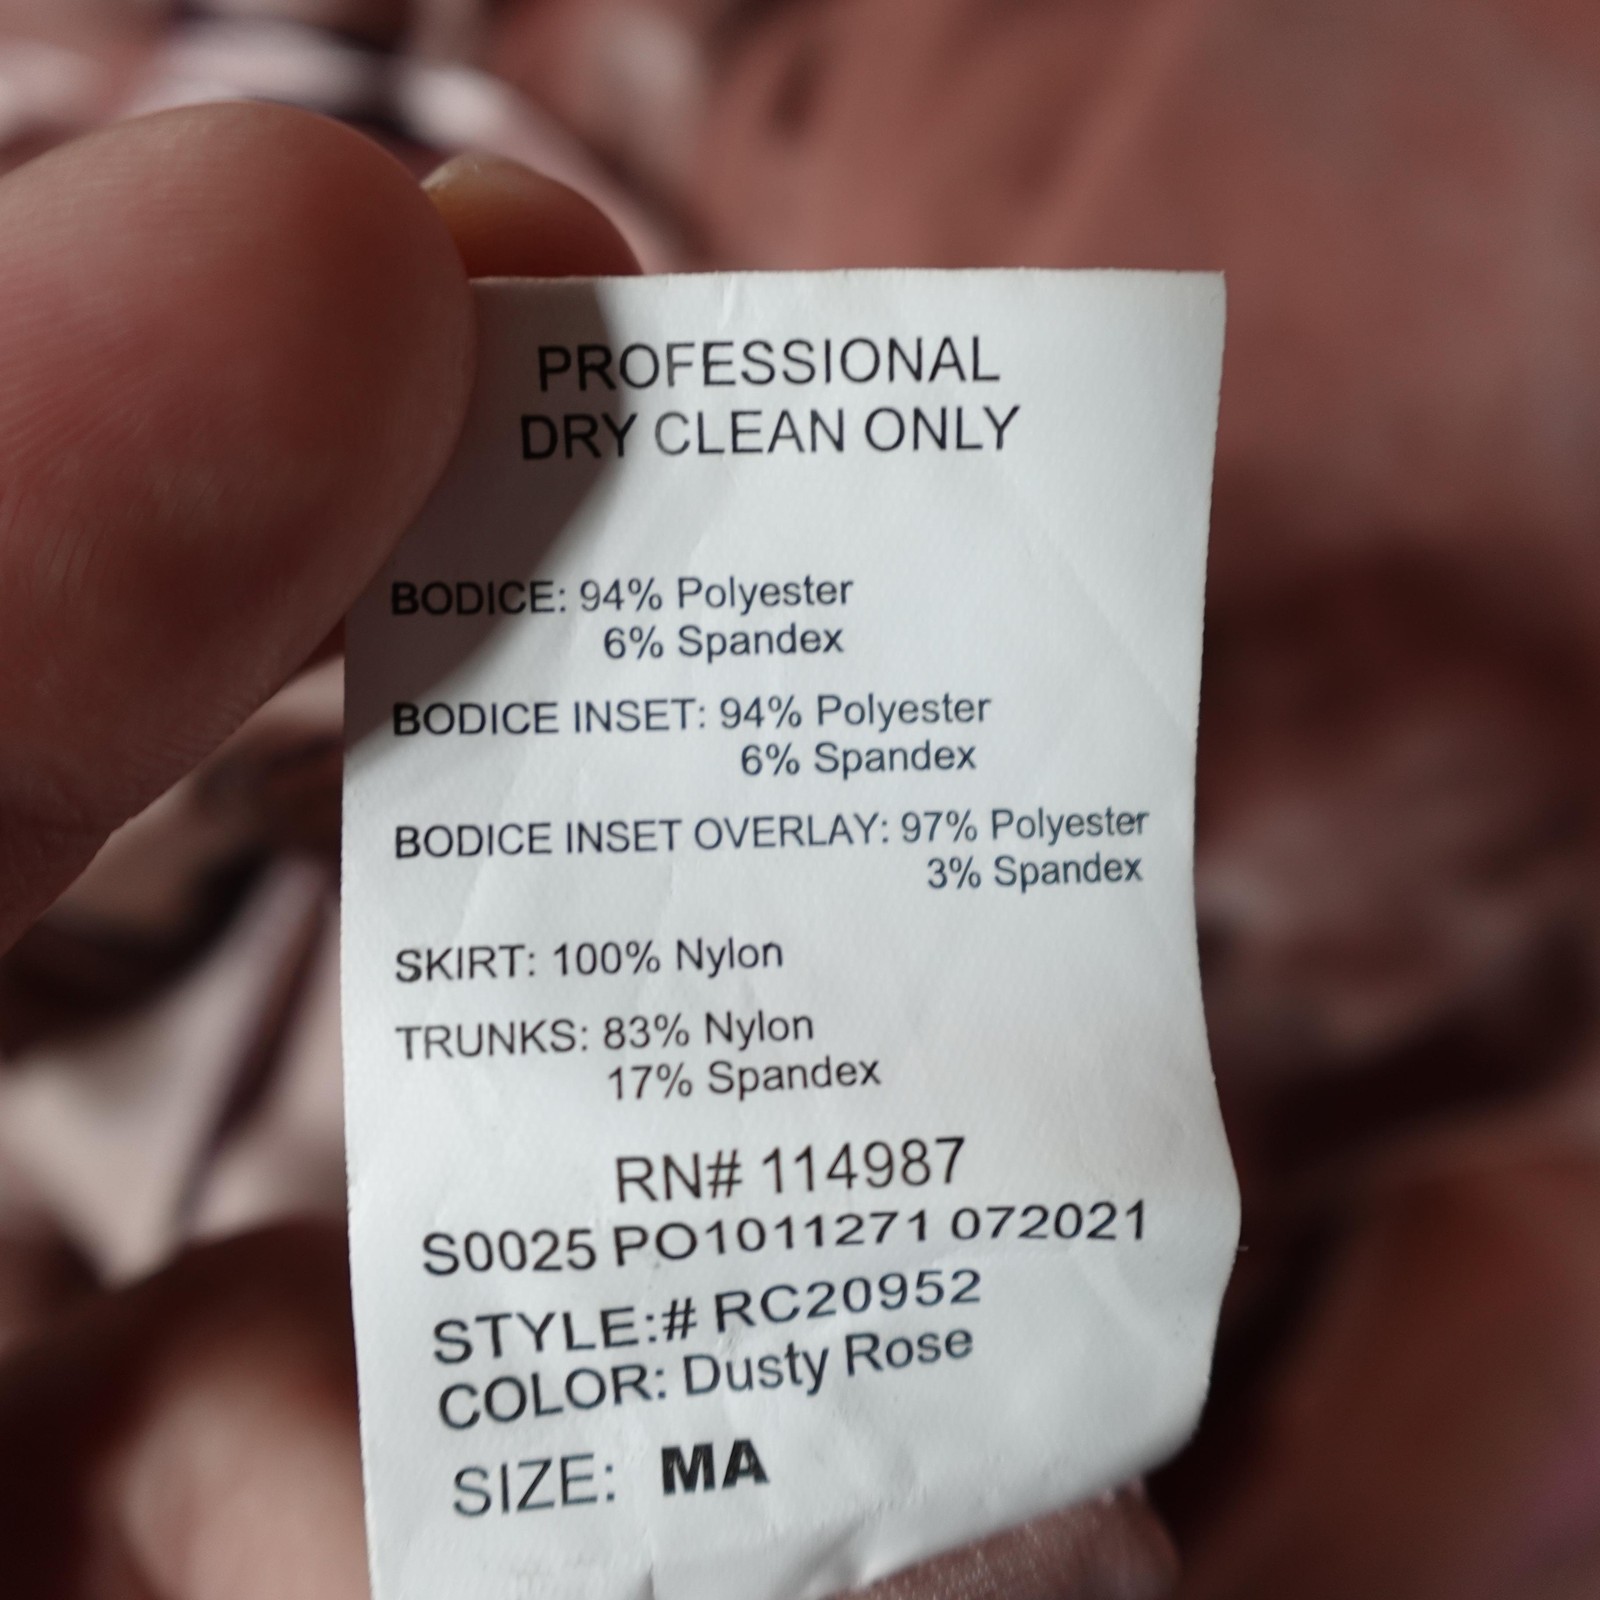 PROFESSIONAL
DRY CLEAN ONLY
BODICE: 94% Polyester
6% Spandex
BODICE INSET: 94% Polyester
6% Spandex
BODICE INSET OVERLAY: 97% Polyester
3% Spandex
SKIRT: 100% Nylon
TRUNKS: 83% Nylon
17% Spandex
RN# 114987
S0025 PO1011271 072021
STYLE:# RC20952
COLOR: Dusty Rose
SIZE: MA